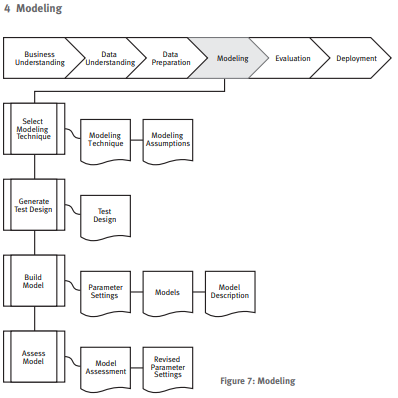 4 Modeling
Business
Understanding
Data
Understanding
Data
Preparation
Modeling
Evaluation
Deployment
Select
Modeling
Technique
Modeling
Technique
Modeling
Assumptions
Generate
Test Design
Test
Design
Build
Model
Parameter
Settings
Models
Model
Description
Assess
Model
Model
Assessment
Revised
Parameter
Settings
Figure 7: Modeling